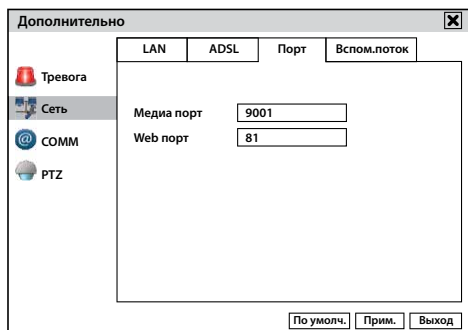 Дополнительно
LAN ADSL Порт Вспом.поток
Тревога
Сеть
COMM
PTZ
Медиа порт 9001
Web порт 81
По умолч. Прим. Выход